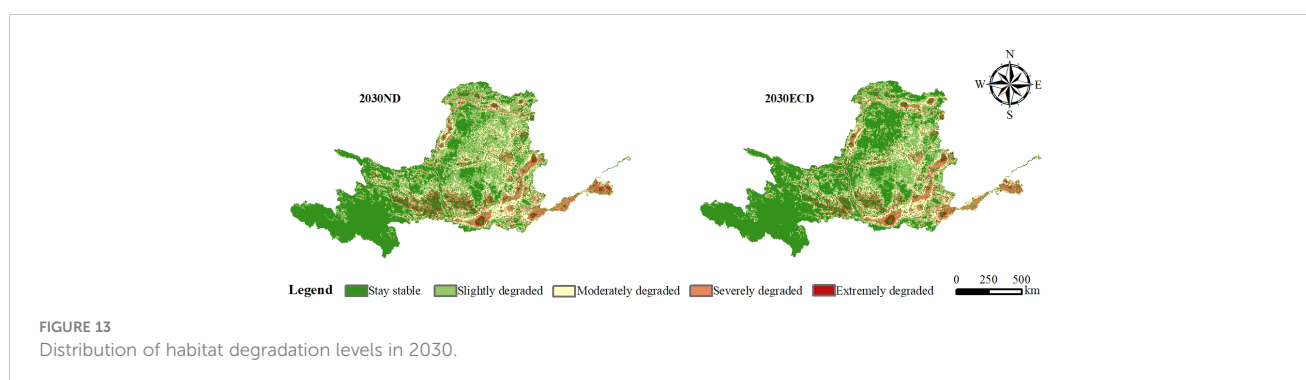 N
W E
S
2030ND
2030ECD
Legend Stay stable Slightly degraded Moderately degraded Severely degraded Extremely degraded
0 250 500
km
FIGURE 13
Distribution of habitat degradation levels in 2030.